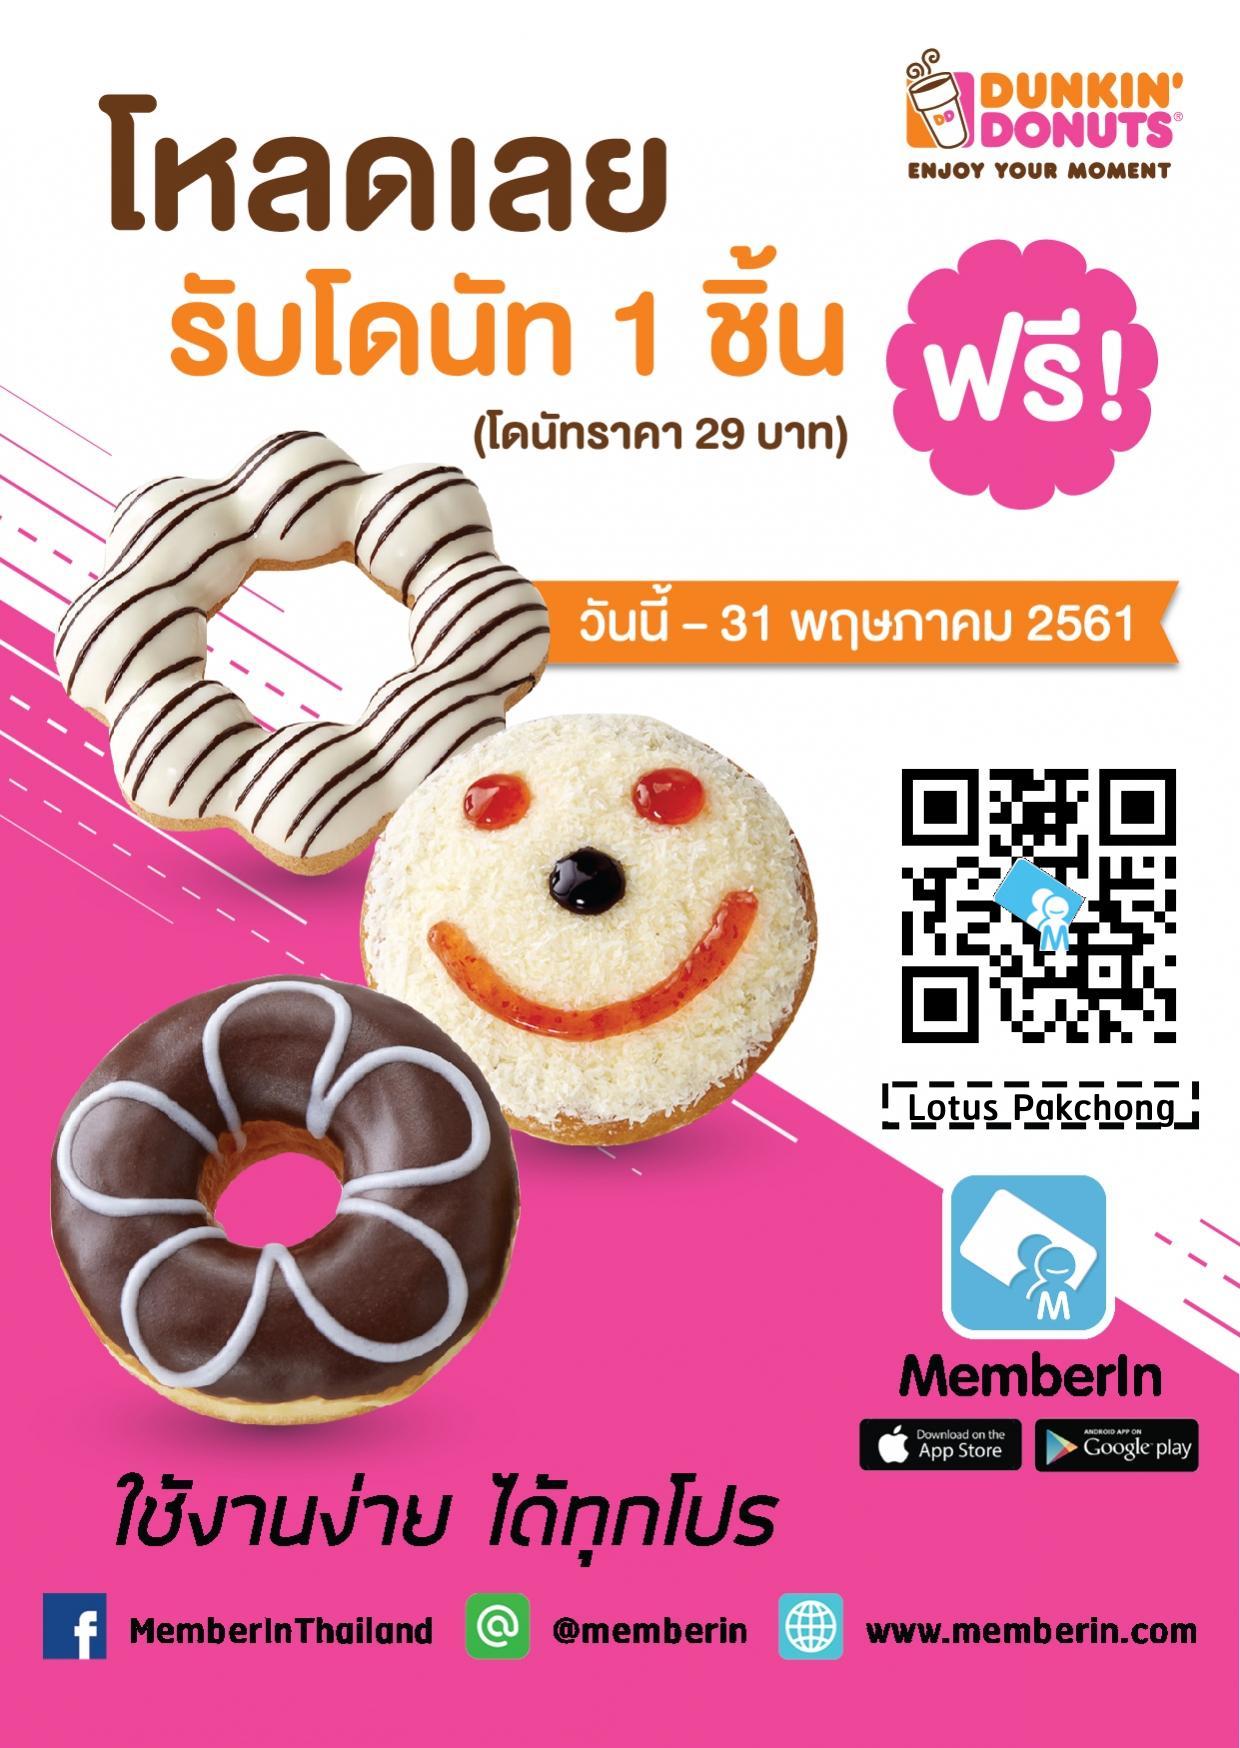 DUNKIN'
DONUTS®
ENJOY YOUR MOMENT
โหลดเลย
รับโดนัท 1 ชิ้น
ฟรี!
(โดนัทราคา 29 บาท)
วันนี้ – 31 พฤษภาคม 2561
M
Lotus Pakchong
M
MemberIn
Download on the
App Store
ANDROID APP ON
Google play
ใช้งานง่าย ได้ทุกโปร
MemberInThailand @memberin www.memberin.com